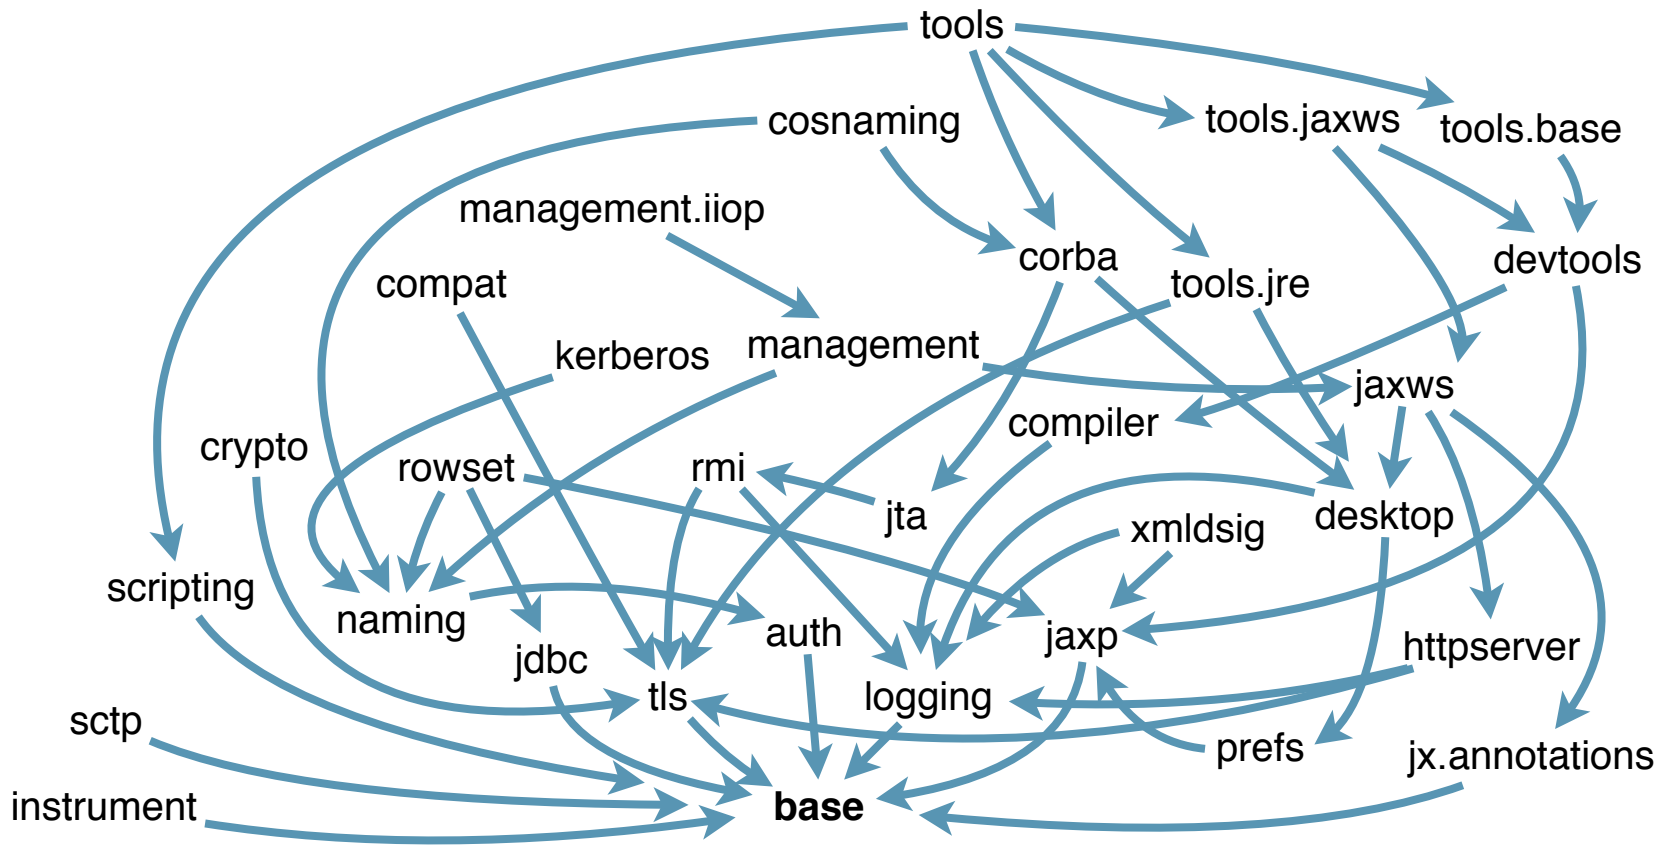 tools
cosnaming
tools.jaxws
tools.base
management.iiop
corba
devtools
compat
tools.jre
kerberos
management
jaxws
compiler
crypto
rowset
rmi
jta
desktop
xmldsig
scripting
naming
auth
jaxp
httpserver
jdbc
tls
logging
sctp
prefs
jx.annotations
instrument
base